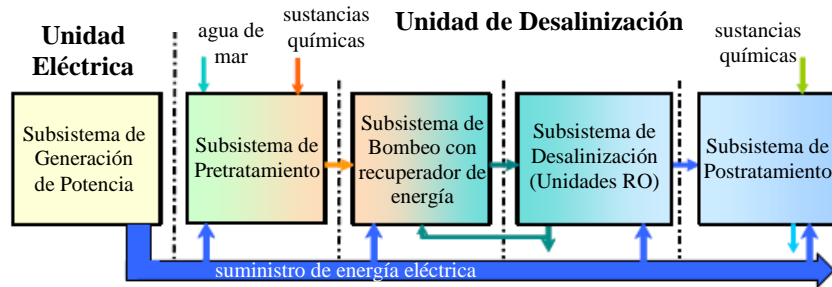 Unidad
Eléctrica
agua de
mar
sustancias
químicas
Unidad de Desalinización
sustancias
químicas
Subsistema de
Generación
de Potencia
Subsistema de
Pretratamiento
Subsistema de
Bombeo con
recuperador de
energía
Subsistema de
Desalinización
(Unidades RO)
Subsistema de
Postratamiento
suministro de energía eléctrica